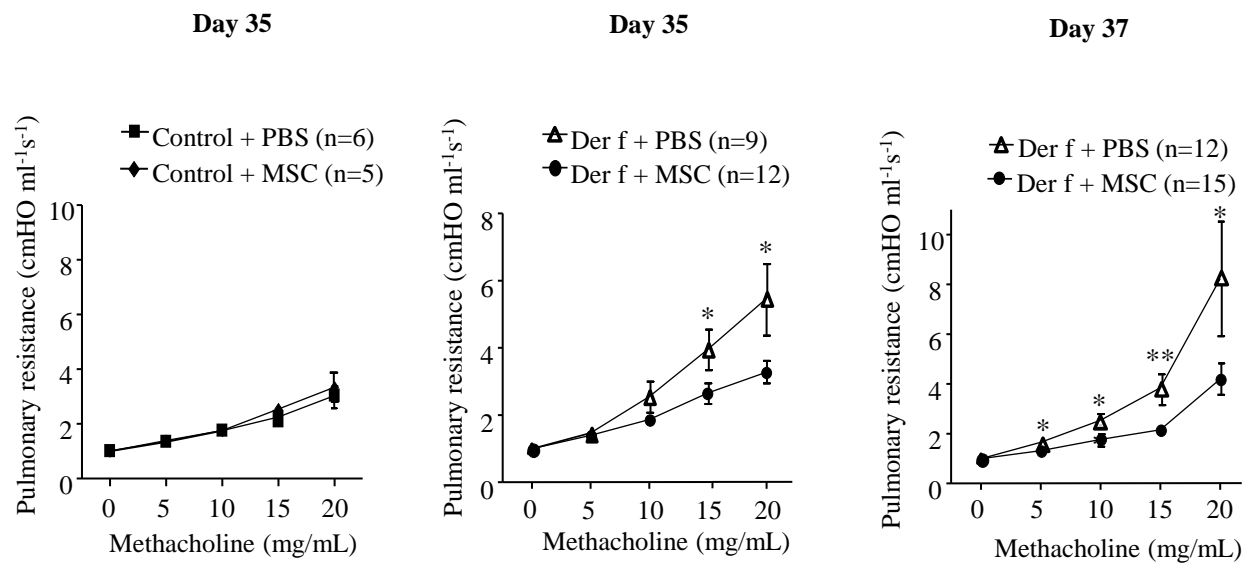 Day 35
Pulmonary resistance (cmHO ml-1s-1)
Control + PBS (n=6)
Control + MSC (n=5)
10
8
6
4
2
0
0 5 10 15 20
Methacholine (mg/mL)
Day 35
Pulmonary resistance (cmHO ml-1s-1)
Der f + PBS (n=9)
Der f + MSC (n=12)
8
6
4
2
0
*
*
0 5 10 15 20
Methacholine (mg/mL)
Day 37
Pulmonary resistance (cmHO ml-1s-1)
Der f + PBS (n=12)
Der f + MSC (n=15)
10
8
6
4
2
0
*
*
**
*
0 5 10 15 20
Methacholine (mg/mL)